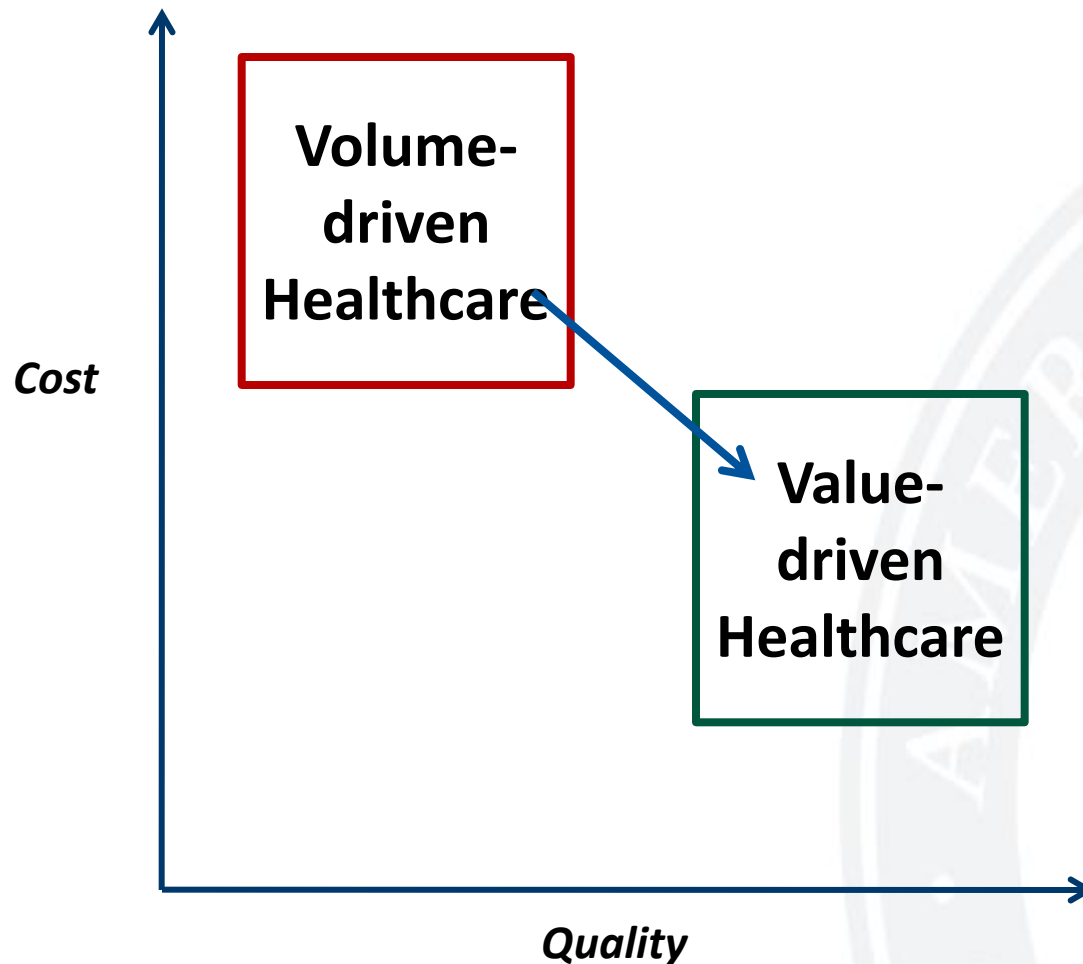 Volume-
driven
Healthcare
Cost
Value-
driven
Healthcare
Quality